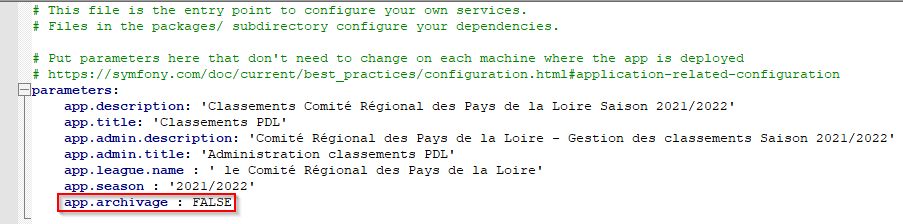 # This file is the entry point to configure your own services.
# Files in the packages/ subdirectory configure your dependencies.
# Put parameters here that don't need to change on each machine where the app is deployed
# https://symfony.com/doc/current/best_practices/configuration.html#application-related-configuration
parameters:
app.description: 'Classements Comité Régional des Pays de la Loire Saison 2021/2022'
app.title: 'Classements PDL'
app.admin.description: 'Comité Régional des Pays de la Loire - Gestion des classements Saison 2021/2022'
app.admin.title: 'Administration classements PDL'
app.league.name : ' le Comité Régional des Pays de la Loire'
app.season : '2021/2022'
app.archivage : FALSE